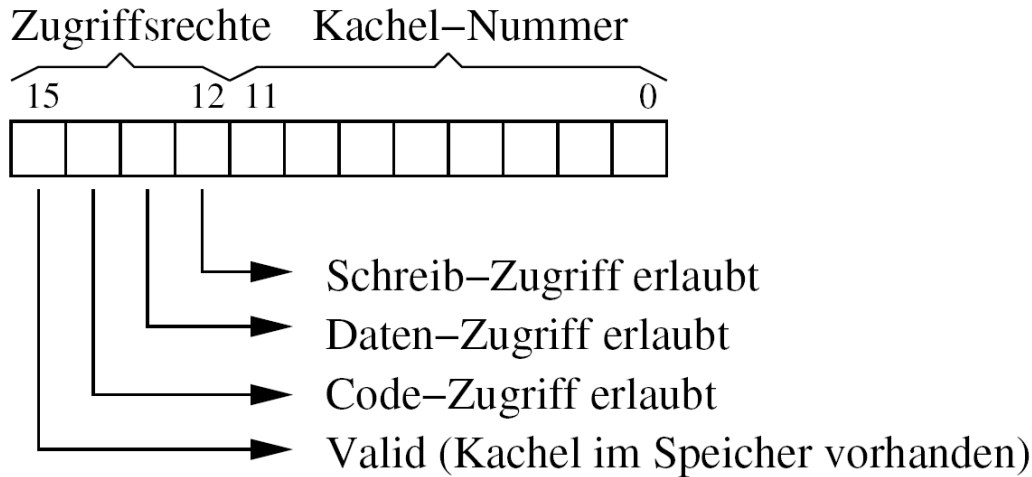 Zugriffsrechte Kachel–Nummer
15 12 11 0
Schreib–Zugriff erlaubt
Daten–Zugriff erlaubt
Code–Zugriff erlaubt
Valid (Kachel im Speicher vorhanden)